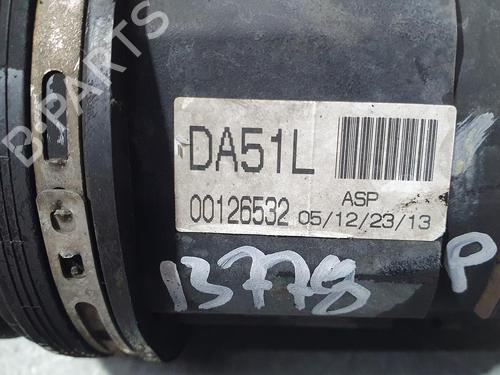 B-PARTS
DA51L
ASP
00126532 05/12/23/13
13778 P